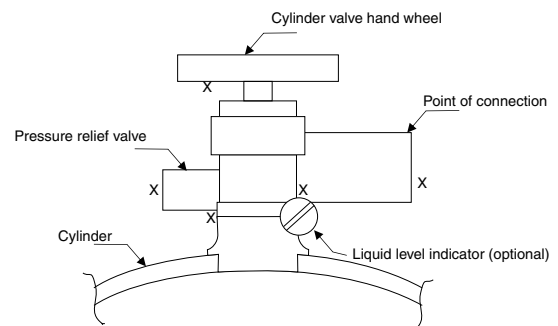 Cylinder valve hand wheel
X
Point of connection
Pressure relief valve
X
X
X
X
Cylinder
Liquid level indicator (optional)